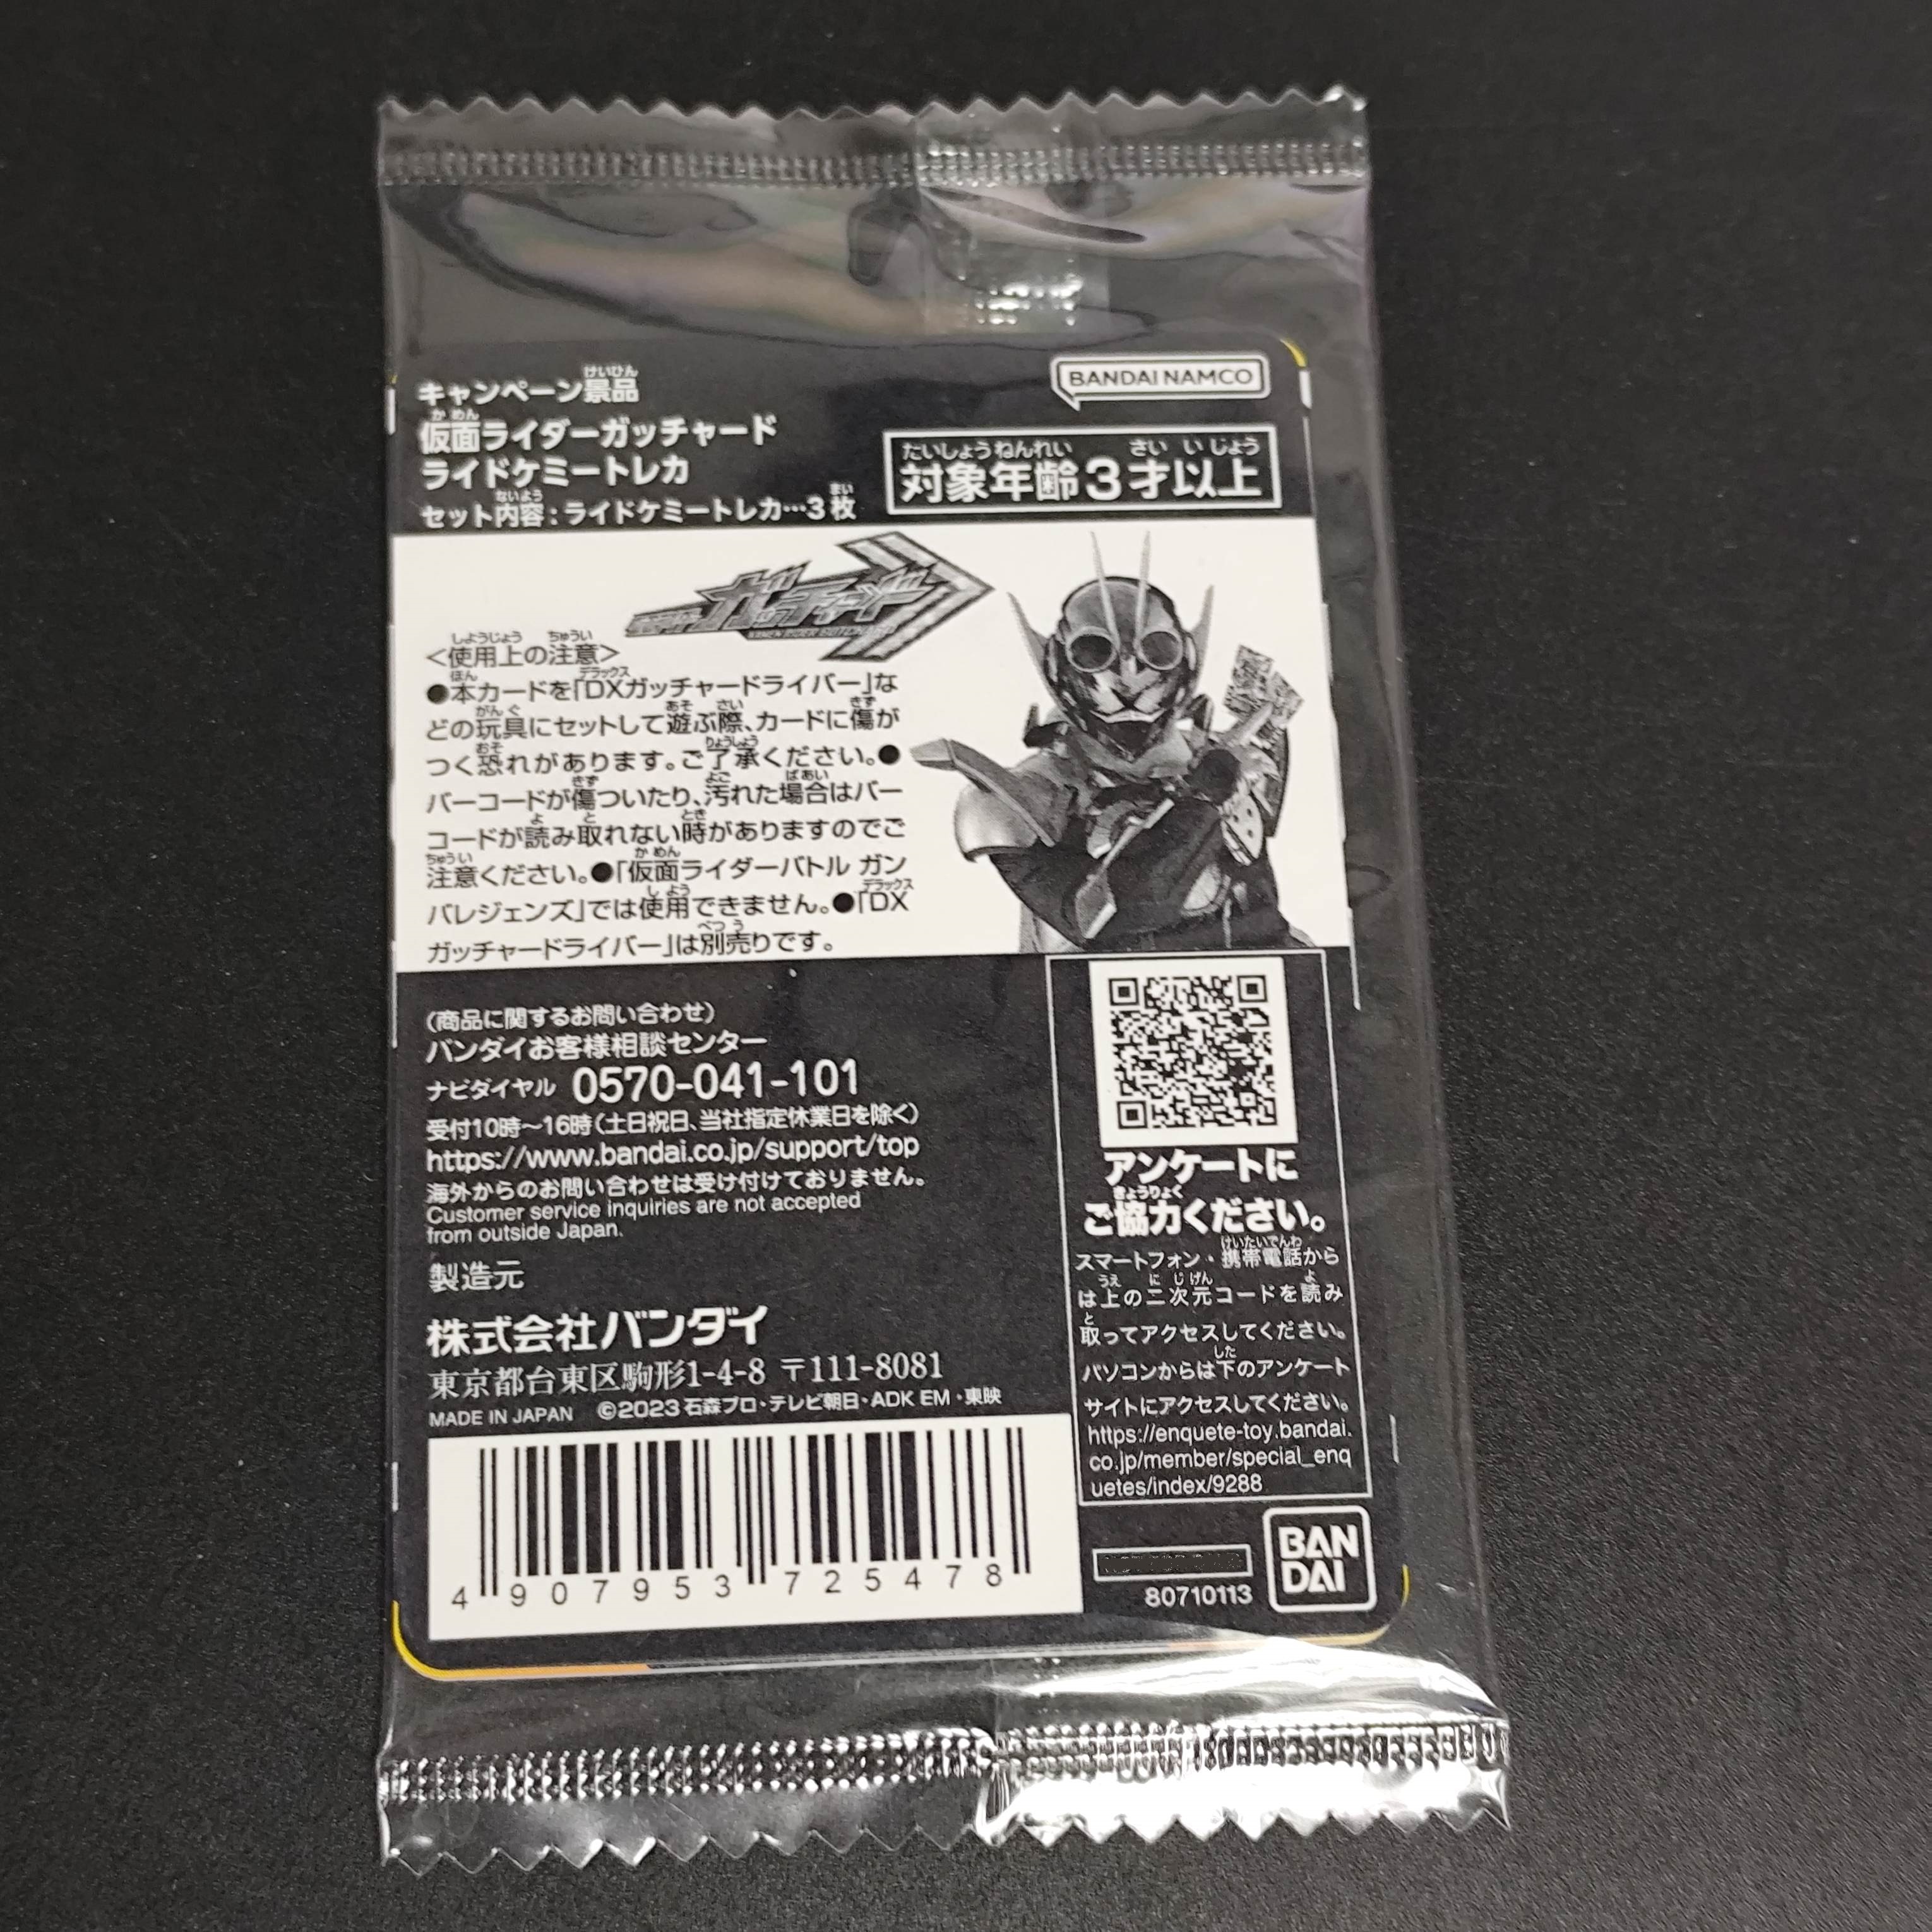 キャンペーン景品
仮面ライダーガッチャード
ライドケミートレカ
セット内容:ライドケミートレカ…3枚
BANDAI NAMCO
対象年齢3才以上
ガッチャード
<使用上の注意>
●本カードを「DXガッチャードライバー」な
どの玩具にセットして遊ぶ際、カードに傷が
つく恐れがあります。ご了承ください。●
バーコードが傷ついたり、汚れた場合はバー
コードが読み取れない時がありますのでご
注意ください。●「仮面ライダーバトル ガン
バレジェンズ」では使用できません。●「DX
ガッチャードライバー」は別売りです。
(商品に関するお問い合わせ)
バンダイお客様相談センター
ナビダイヤル 0570-041-101
受付10時〜16時(土日祝日、当社指定休業日を除く)
https://www.bandai.co.jp/support/top
海外からのお問い合わせは受け付けておりません。
Customer service inquiries are not accepted
from outside Japan.
製造元
株式会社バンダイ
東京都台東区駒形1-4-8 〒111-8081
MADE IN JAPAN ©2023 石森プロ・テレビ朝日・ADK EM・東映
4 907953 725478
アンケートに
ご協力ください。
スマートフォン・携帯電話から
は上の二次元コードを読み
取ってアクセスしてください。
パソコンからは下のアンケート
サイトにアクセスしてください。
https://enquete-toy.bandai.
co.jp/member/special_enq
uetes/index/9288
80710113
BAN
DAI